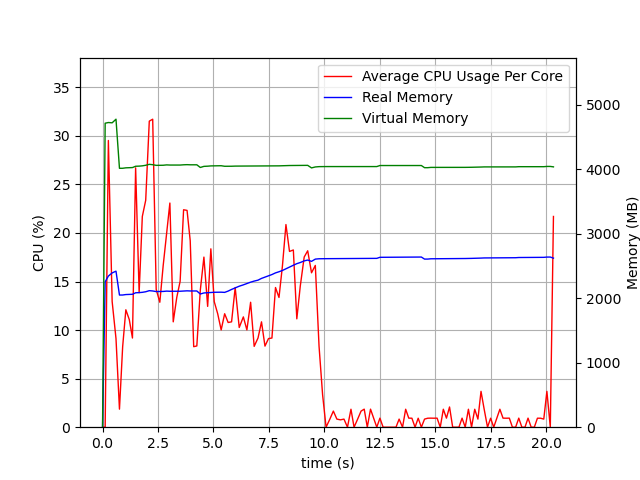 Average CPU Usage Per Core
Real Memory
Virtual Memory
CPU (%)
35
30
25
20
15
10
5
0
Memory (MB)
5000
4000
3000
2000
1000
0
0.0 2.5 5.0 7.5 10.0 12.5 15.0 17.5 20.0
time (s)